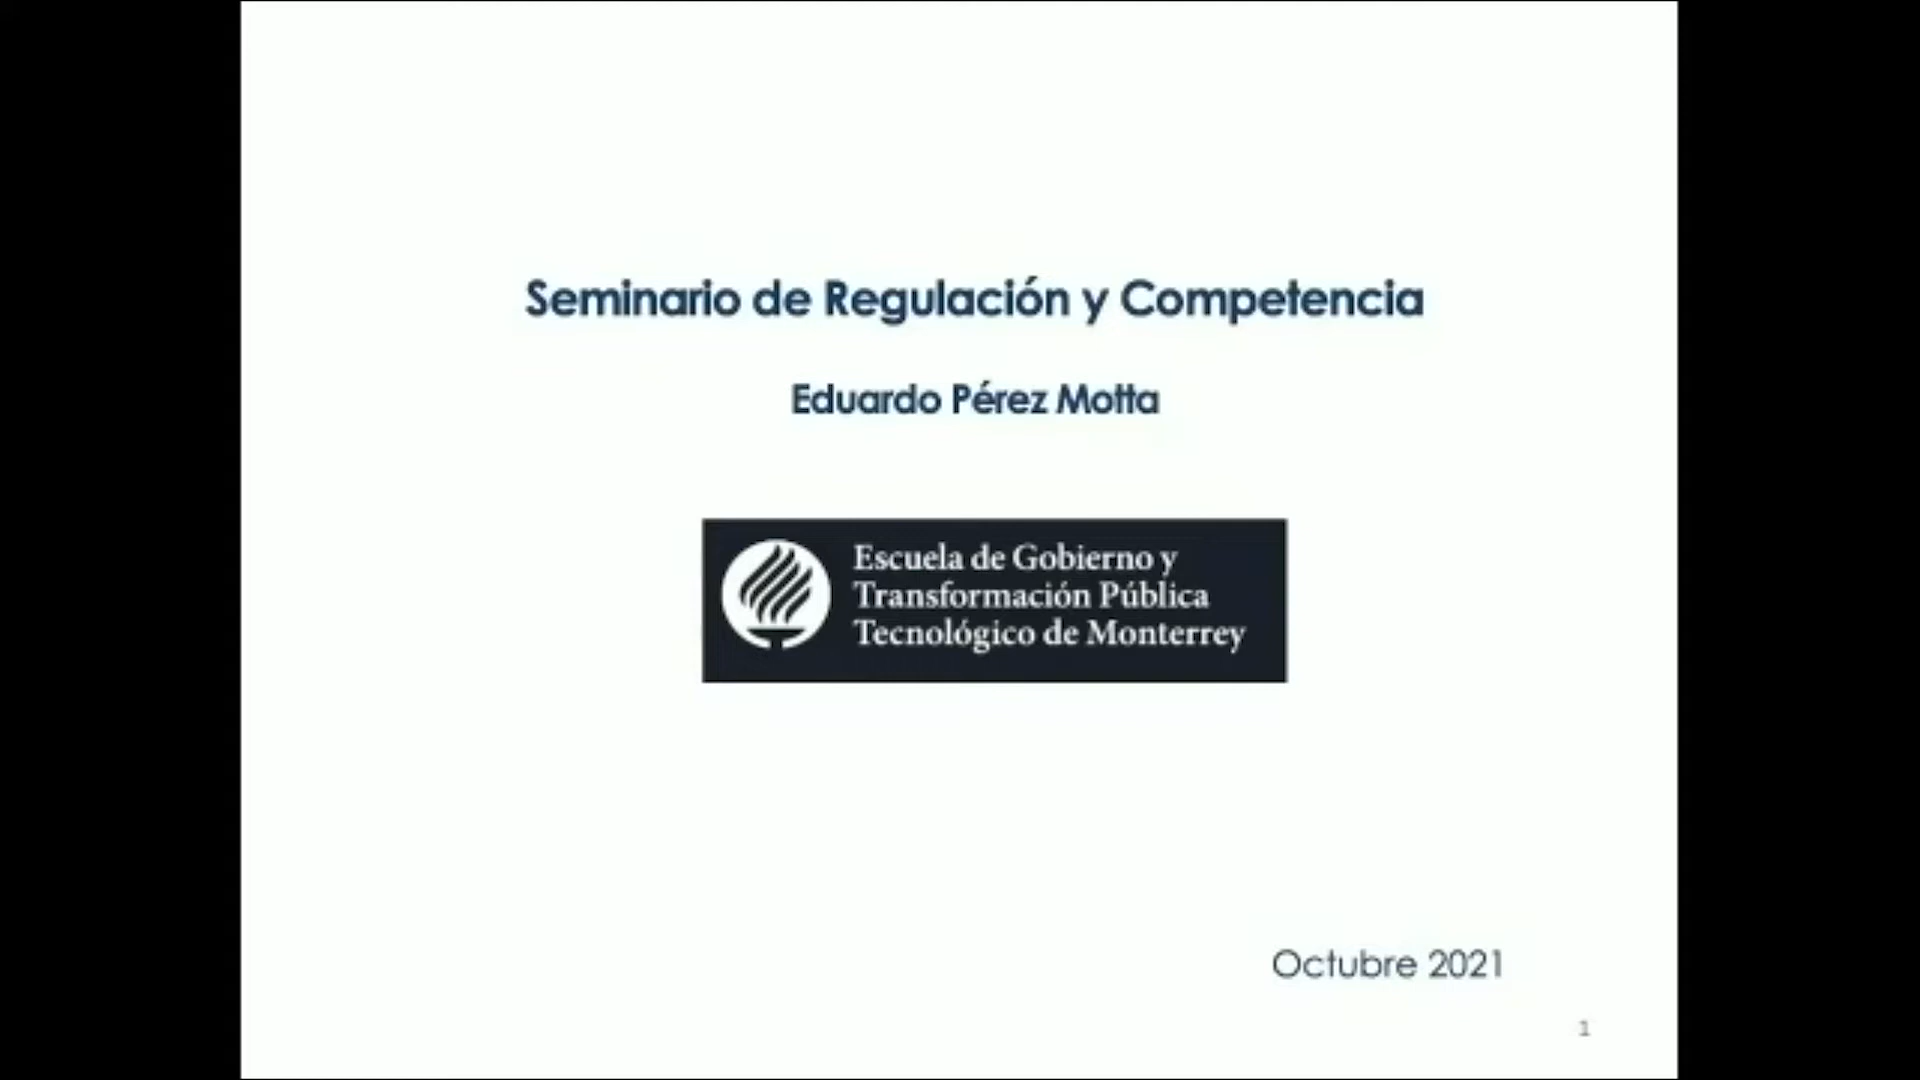 Seminario de Regulación y Competencia
Eduardo Pérez Motta
Escuela de Gobierno y
Transformación Pública
Tecnológico de Monterrey
Octubre 2021
1